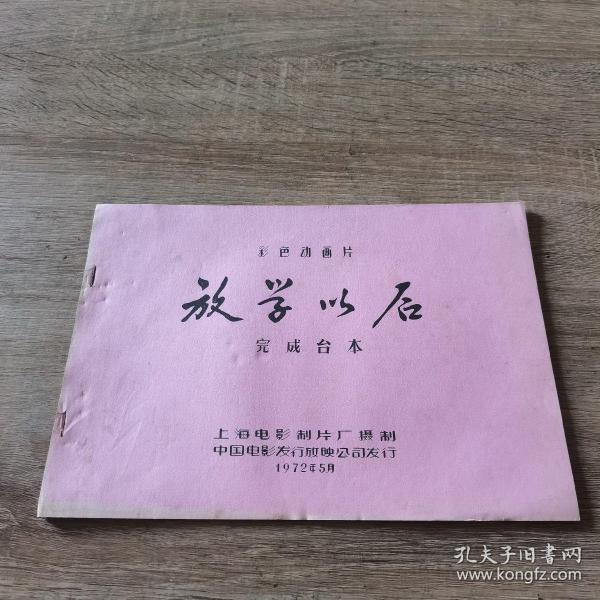 彩色动画片
放学以后
完成台本
上海电影制片厂摄制
中国电影发行放映公司发行
1972年5月
孔夫子旧書网
www.kongfz.com